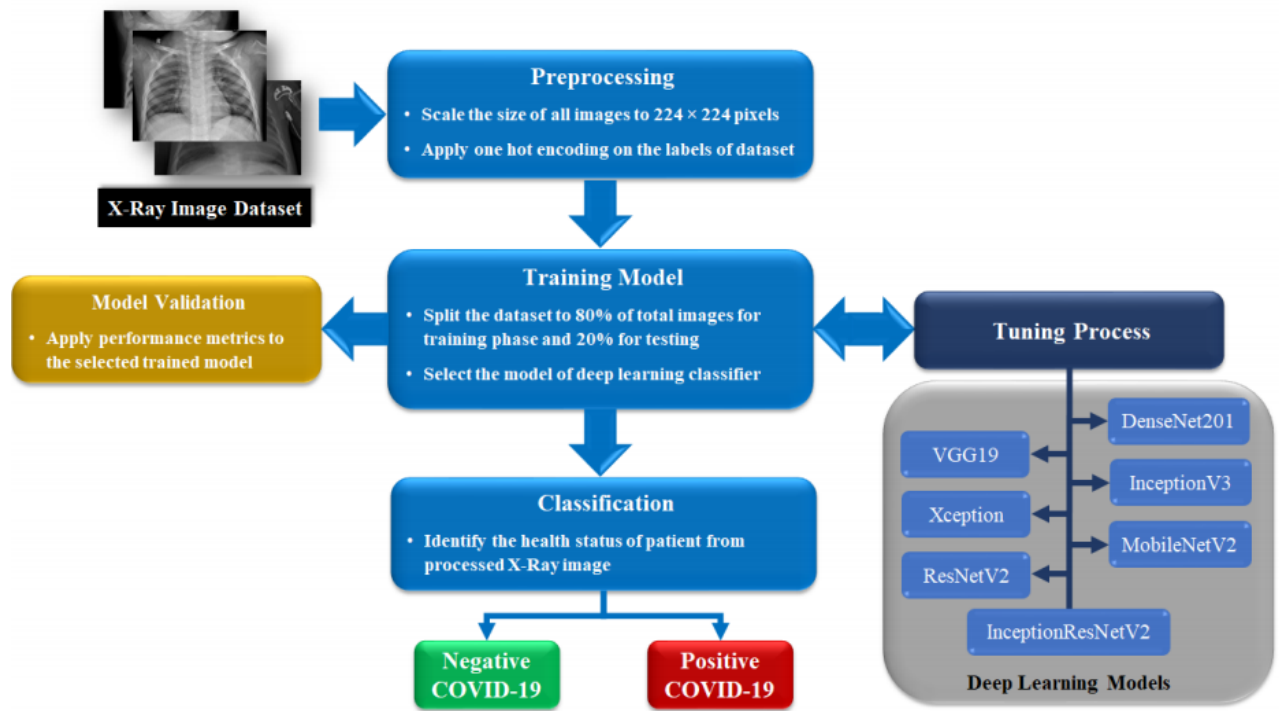 X-Ray Image Dataset
Preprocessing
• Scale the size of all images to 224 × 224 pixels
• Apply one hot encoding on the labels of dataset
Training Model
• Split the dataset to 80% of total images for
training phase and 20% for testing
• Select the model of deep learning classifier
Model Validation
• Apply performance metrics to
the selected trained model
Tuning Process
DenseNet201
VGG19
InceptionV3
Xception
MobileNetV2
ResNetV2
InceptionResNetV2
Deep Learning Models
Classification
• Identify the health status of patient from
processed X-Ray image
Negative
COVID-19
Positive
COVID-19